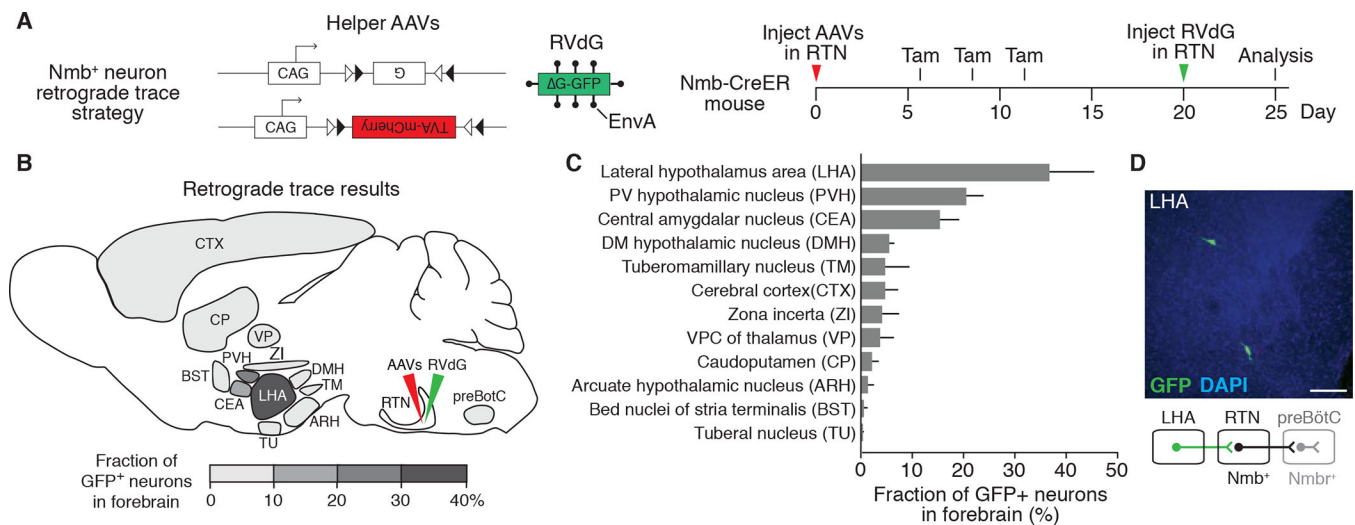 A
Nmb+ neuron
retrograde trace
strategy
Helper AAVs
CAG
G
CAG
TVA-mCherry
RVdG
ΔG-GFP
EnvA
Nmb-CreER
mouse
Inject AAVs
in RTN
Tam
Tam
Tam
Inject RVdG
in RTN
Analysis
0
5
10
15
20
25
Day
B
Retrograde trace results
CTX
CP
VP
ZI
PVH
BST
CEA
LHA
DMH
TM
ARH
TU
AAVs
RVdG
RTN
preBotC
Fraction of
GFP+ neurons
in forebrain
0
10
20
30
40%
C
Lateral hypothalamus area (LHA)
PV hypothalamic nucleus (PVH)
Central amygdalar nucleus (CEA)
DM hypothalamic nucleus (DMH)
Tuberomamillary nucleus (TM)
Cerebral cortex(CTX)
Zona incerta (ZI)
VPC of thalamus (VP)
Caudoputamen (CP)
Arcuate hypothalamic nucleus (ARH)
Bed nuclei of stria terminalis (BST)
Tuberal nucleus (TU)
0
10
20
30
40
50
Fraction of GFP+ neurons
in forebrain (%)
D
LHA
GFP DAPI
LHA
RTN
preBötC
Nmb+
Nmbr+